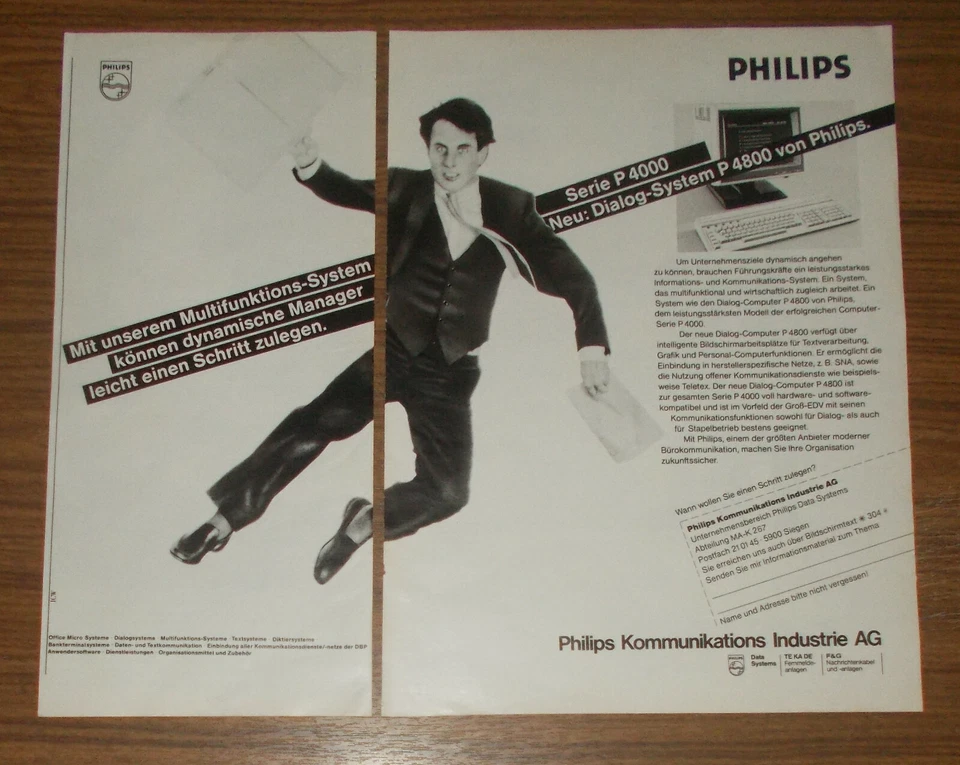 PHILIPS
Mit unserem Multifunktions-System
können dynamische Manager
leicht einen Schritt zulegen.
Office Micro Systeme · Dialogsysteme · Multifunktions-Systeme · Textsysteme · Diktiersysteme
Bankterminalsysteme · Daten- und Textkommunikation · Einbindung aller Kommunikationsdienste/-netze der DBP
Anwendersoftware · Dienstleistungen · Organisationsmittel und Zubehör
PHILIPS
Serie P 4000
Neu: Dialog-System P 4800 von Philips.
Um Unternehmensziele dynamisch angehen
zu können, brauchen Führungskräfte ein leistungsstarkes
Informations- und Kommunikations-System. Ein System,
das multifunktional und wirtschaftlich zugleich arbeitet. Ein
System wie den Dialog-Computer P 4800 von Philips,
dem leistungsstärksten Modell der erfolgreichen Computer-
Serie P 4000.
Der neue Dialog-Computer P 4800 verfügt über
intelligente Bildschirmarbeitsplätze für Textverarbeitung,
Grafik und Personal-Computerfunktionen. Er ermöglicht die
Einbindung in herstellerspezifische Netze, z. B. SNA, sowie
die Nutzung offener Kommunikationsdienste wie beispiels-
weise Teletex. Der neue Dialog-Computer P 4800 ist
zur gesamten Serie P 4000 voll hardware- und software-
kompatibel und ist im Vorfeld der Groß-EDV mit seinen
Kommunikationsfunktionen sowohl für Dialog- als auch
für Stapelbetrieb bestens geeignet.
Mit Philips, einem der größten Anbieter moderner
Bürokommunikation, machen Sie Ihre Organisation
zukunftssicher.
Wann wollen Sie einen Schritt zulegen?
Philips Kommunikations Industrie AG
Unternehmensbereich Philips Data Systems
Abteilung MA-K 267
Postfach 21 01 45 · 5900 Siegen
Sie erreichen uns auch über Bildschirmtext ✳ 304 #
Senden Sie mir Informationsmaterial zum Thema
Name und Adresse bitte nicht vergessen!
Philips Kommunikations Industrie AG
Data
Systems
TE KA DE
Fernmelde-
anlagen
F&G
Nachrichtenkabel
und -anlagen